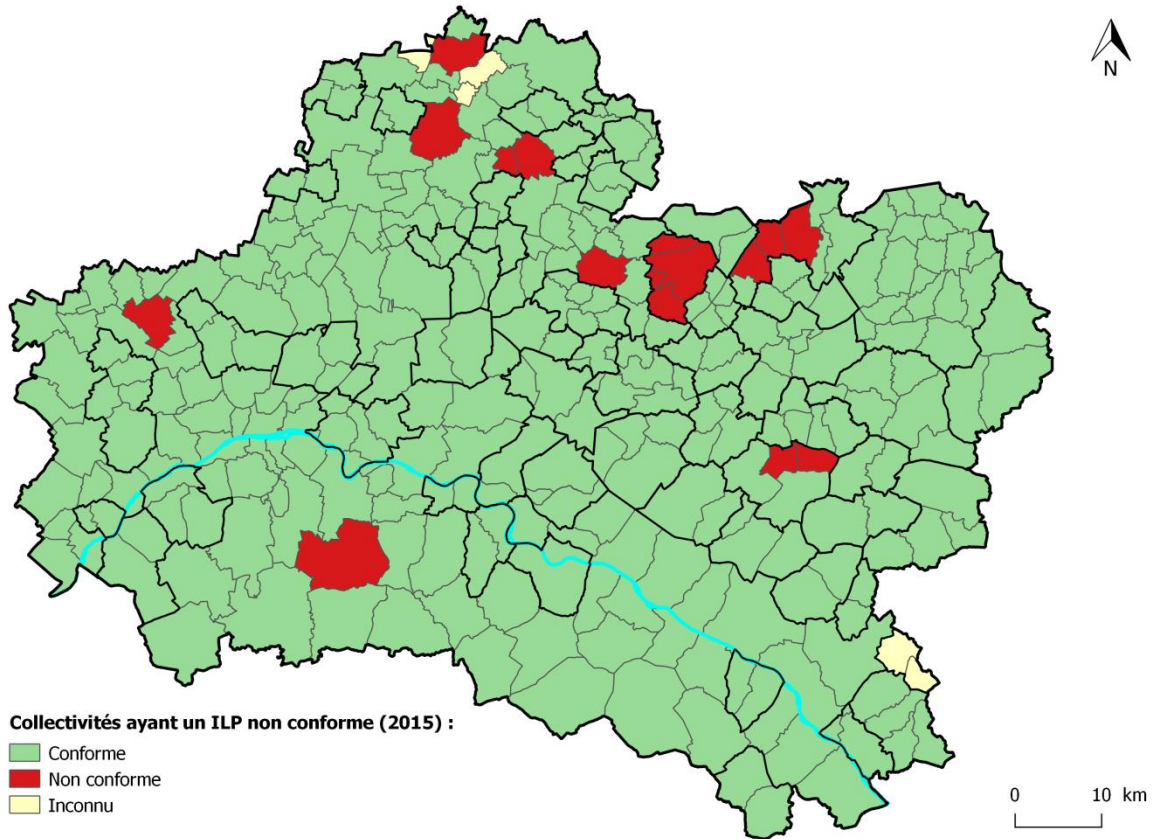 N
Collectivités ayant un ILP non conforme (2015) :
Conforme
Non conforme
Inconnu
0 10 km